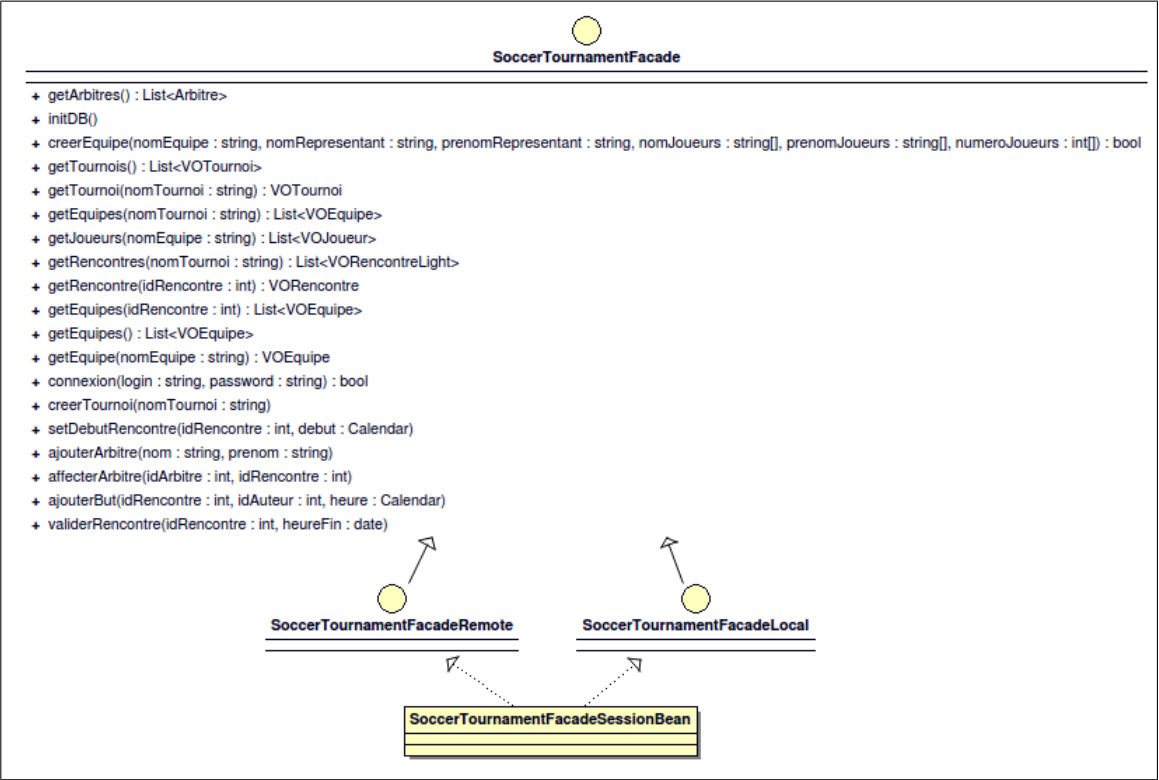 SoccerTournamentFacade
+ getArbitres() : List<Arbitre>
+ initDB()
+ creerEquipe(nomEquipe : string, nomRepresentant : string, prenomRepresentant : string, nomJoueurs : string[], prenomJoueurs : string[], numeroJoueurs : int[]) : bool
+ getTournois() : List<VOTournoi>
+ getTournoi(nomTournoi : string) : VOTournoi
+ getEquipes(nomTournoi : string) : List<VOEquipe>
+ getJoueurs(nomEquipe : string) : List<VOJoueur>
+ getRencontres(nomTournoi : string) : List<VORencontreLight>
+ getRencontre(idRencontre : int) : VORencontre
+ getEquipes(idRencontre : int) : List<VOEquipe>
+ getEquipes() : List<VOEquipe>
+ getEquipe(nomEquipe : string) : VOEquipe
+ connexion(login : string, password : string) : bool
+ creerTournoi(nomTournoi : string)
+ setDebutRencontre(idRencontre : int, debut : Calendar)
+ ajouterArbitre(nom : string, prenom : string)
+ affecterArbitre(idArbitre : int, idRencontre : int)
+ ajouterBut(idRencontre : int, idAuteur : int, heure : Calendar)
+ validerRencontre(idRencontre : int, heureFin : date)
SoccerTournamentFacadeRemote
SoccerTournamentFacadeLocal
SoccerTournamentFacadeSessionBean